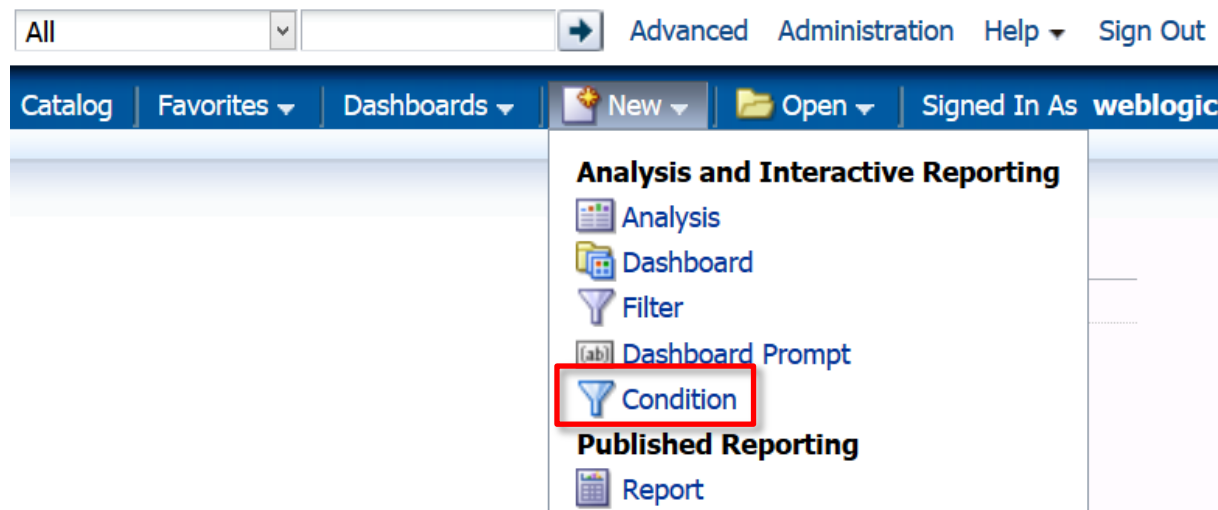 All Advanced Administration Help Sign Out
Catalog Favorites Dashboards New Open Signed In As weblogic
Analysis and Interactive Reporting
Analysis
Dashboard
Filter
(ab) Dashboard Prompt
Condition
Published Reporting
Report